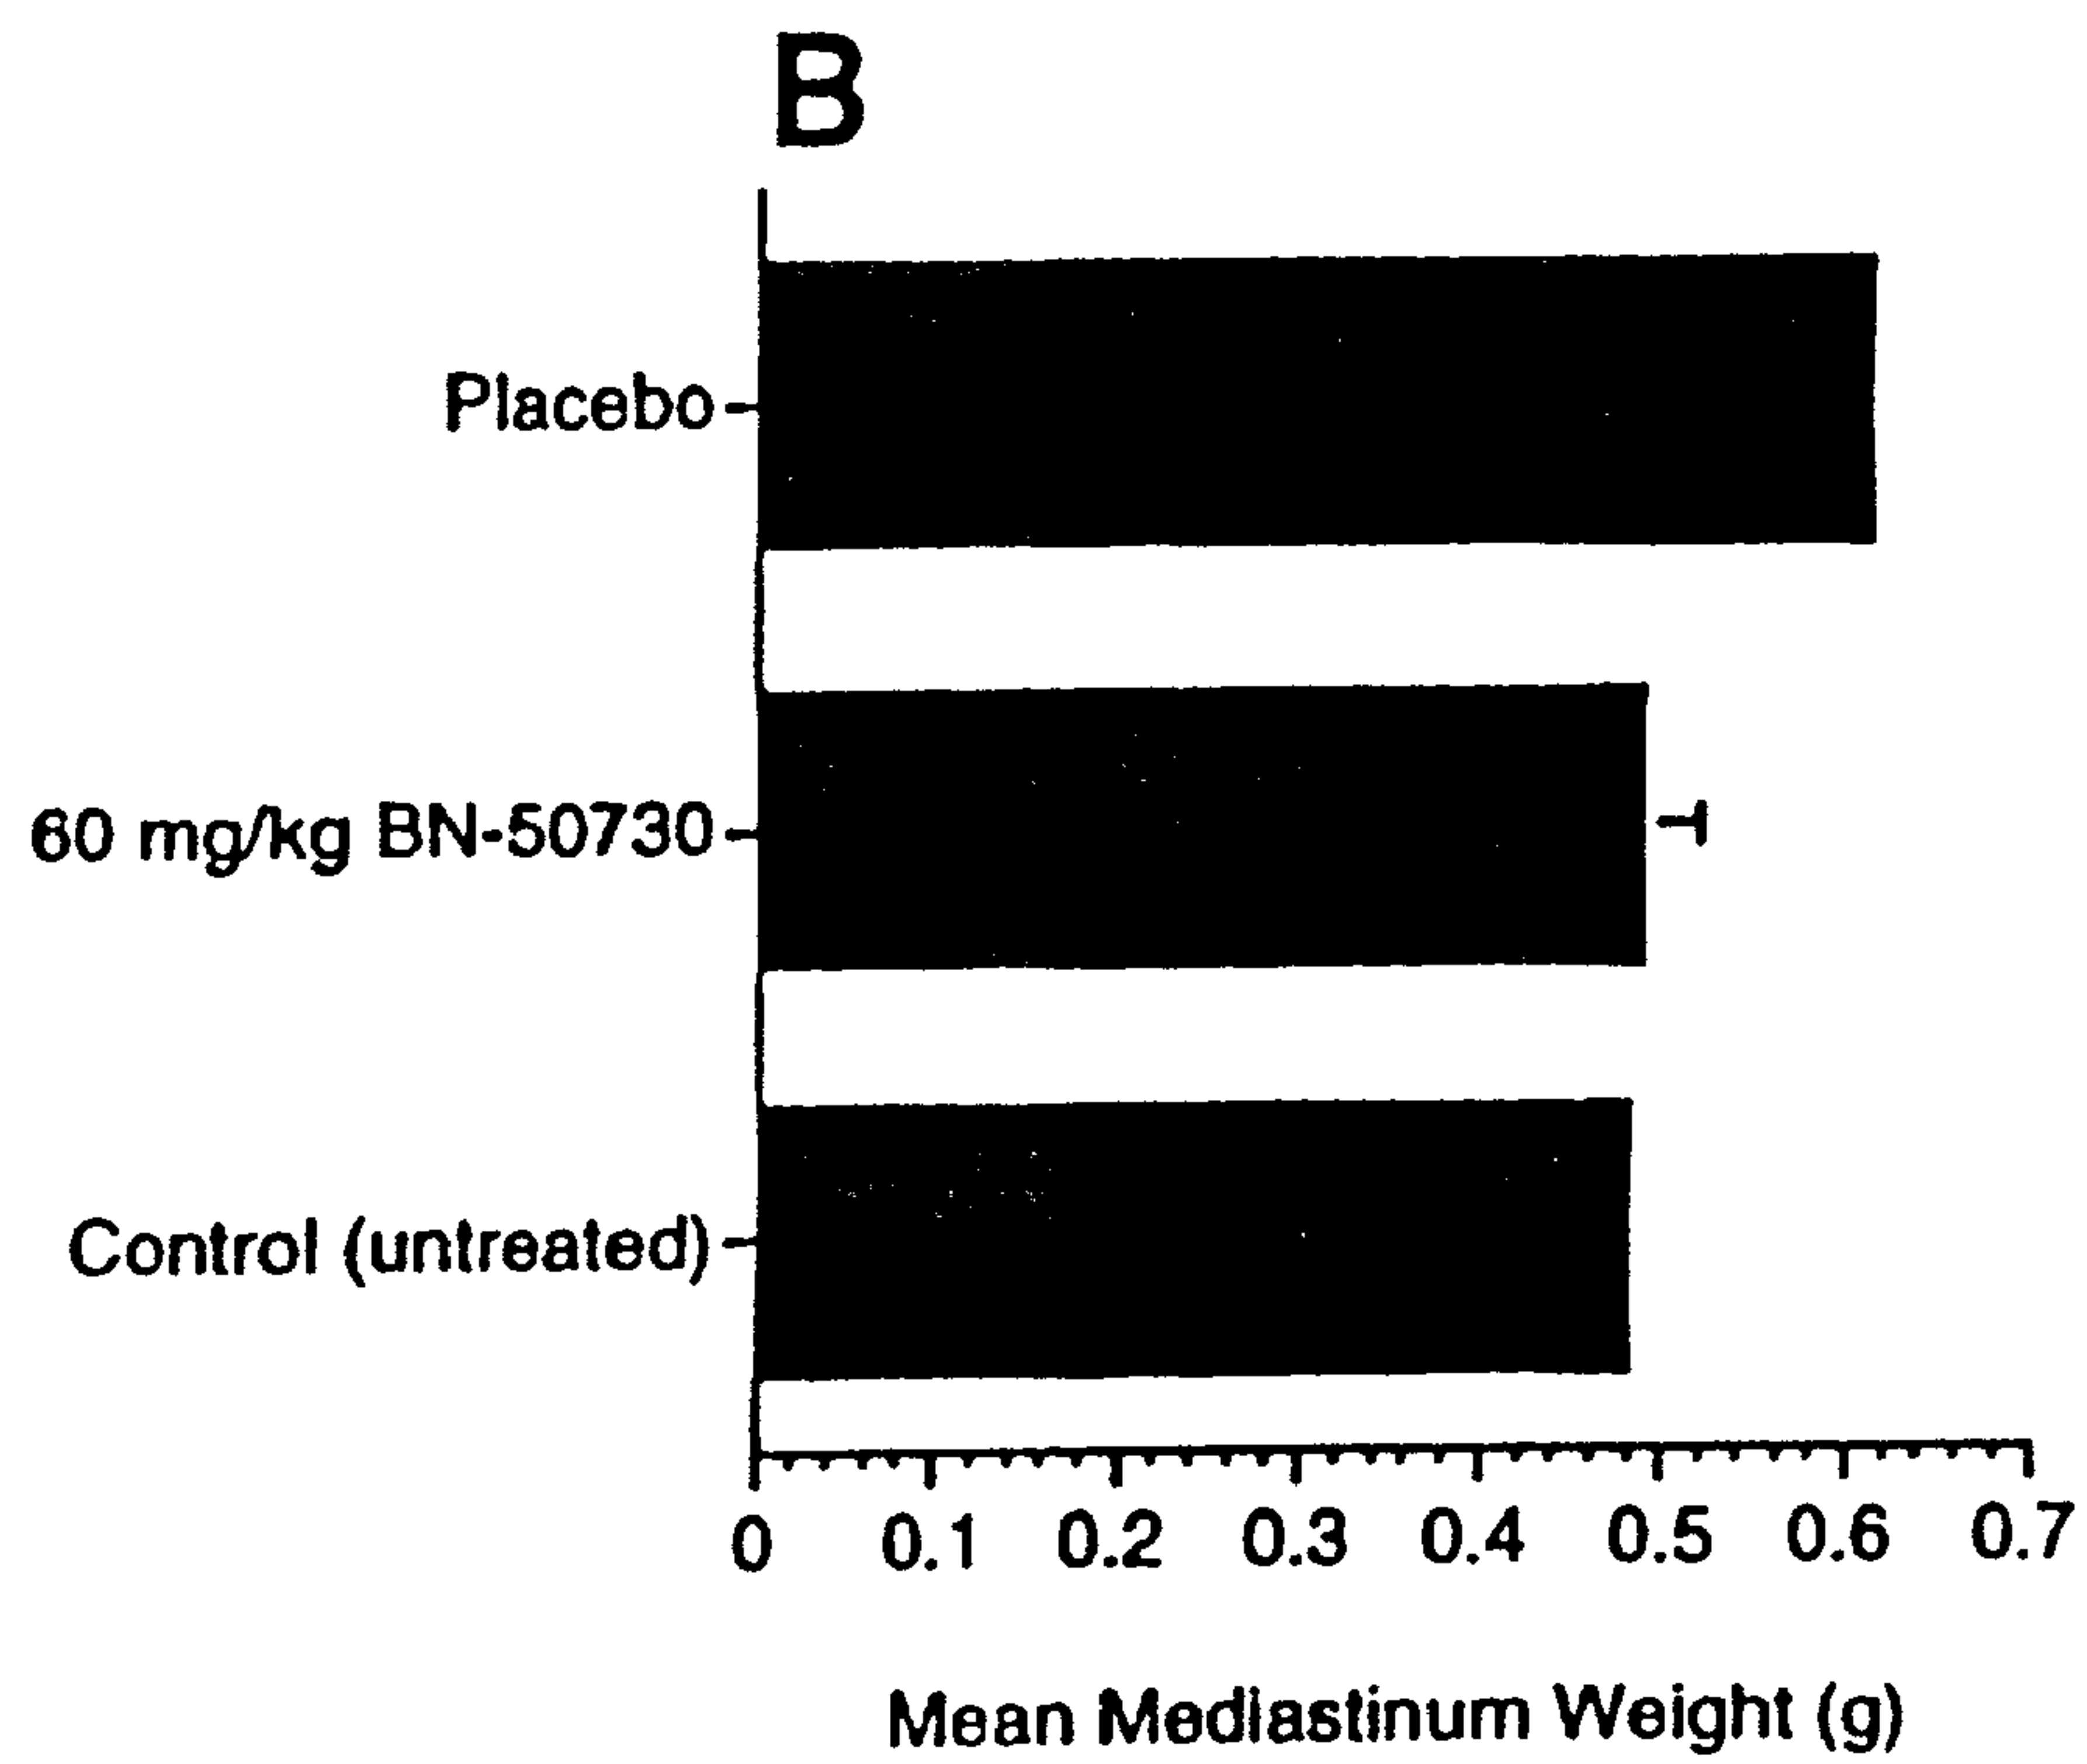 B
Placebo
60 mg/kg BN-50730
Control (untreated)
0 0.1 0.2 0.3 0.4 0.5 0.6 0.7
Mean Mediastinum Weight (g)